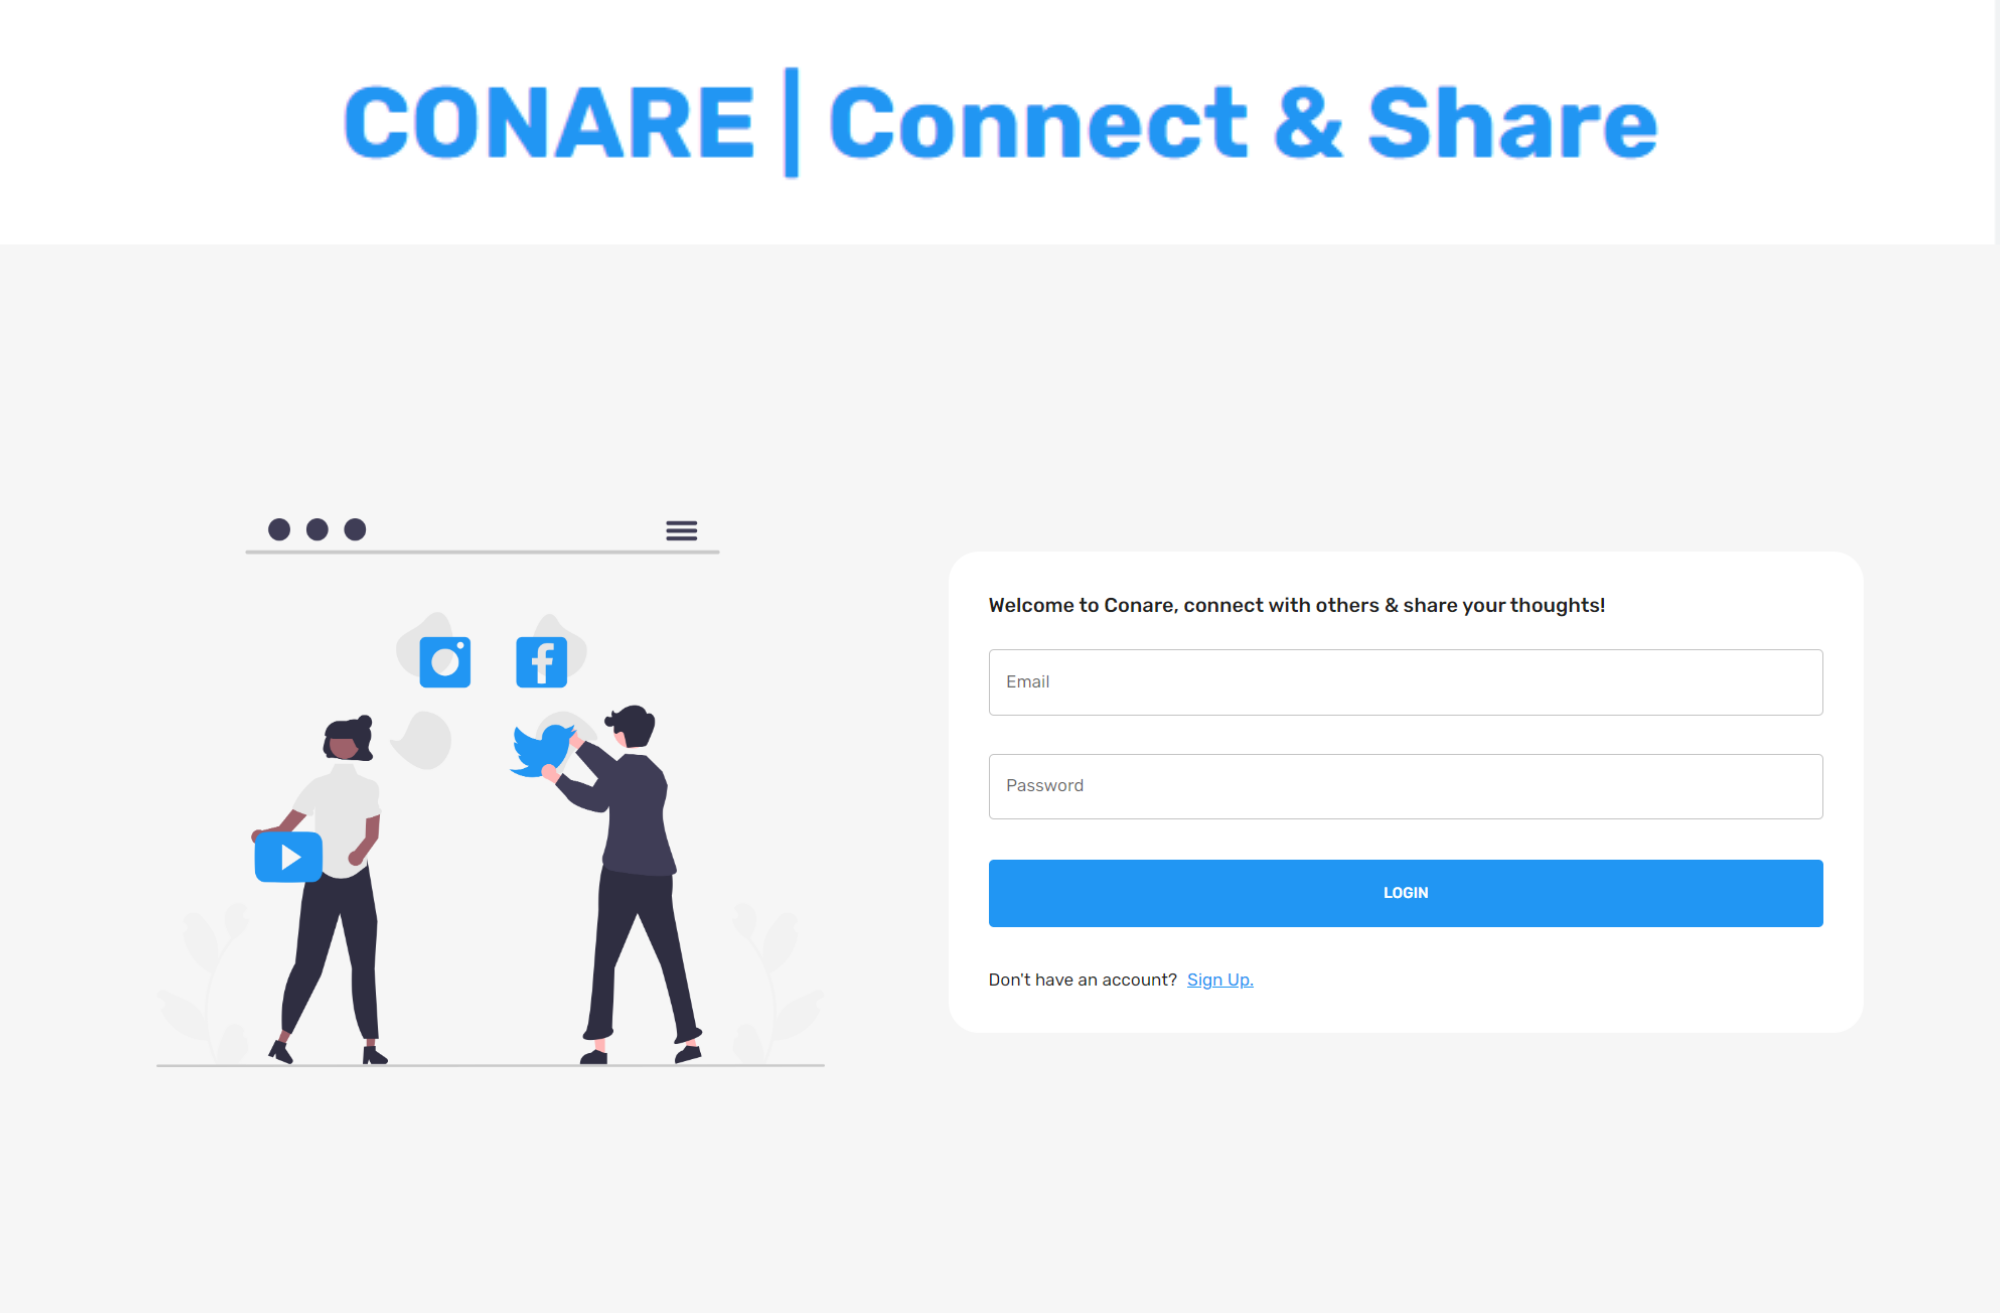 CONARE | Connect & Share
Welcome to Conare, connect with others & share your thoughts!
Email
Password
LOGIN
Don't have an account? Sign Up.